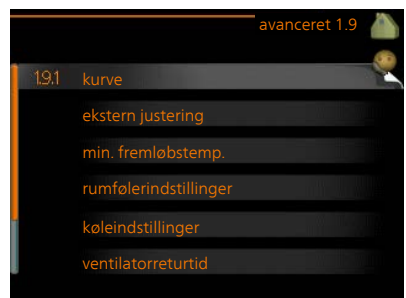 avanceret 1.9
1.9.1 kurve
ekstern justering
min. fremløbstemp.
rumfølerindstillinger
køleindstillinger
ventilatorreturtid